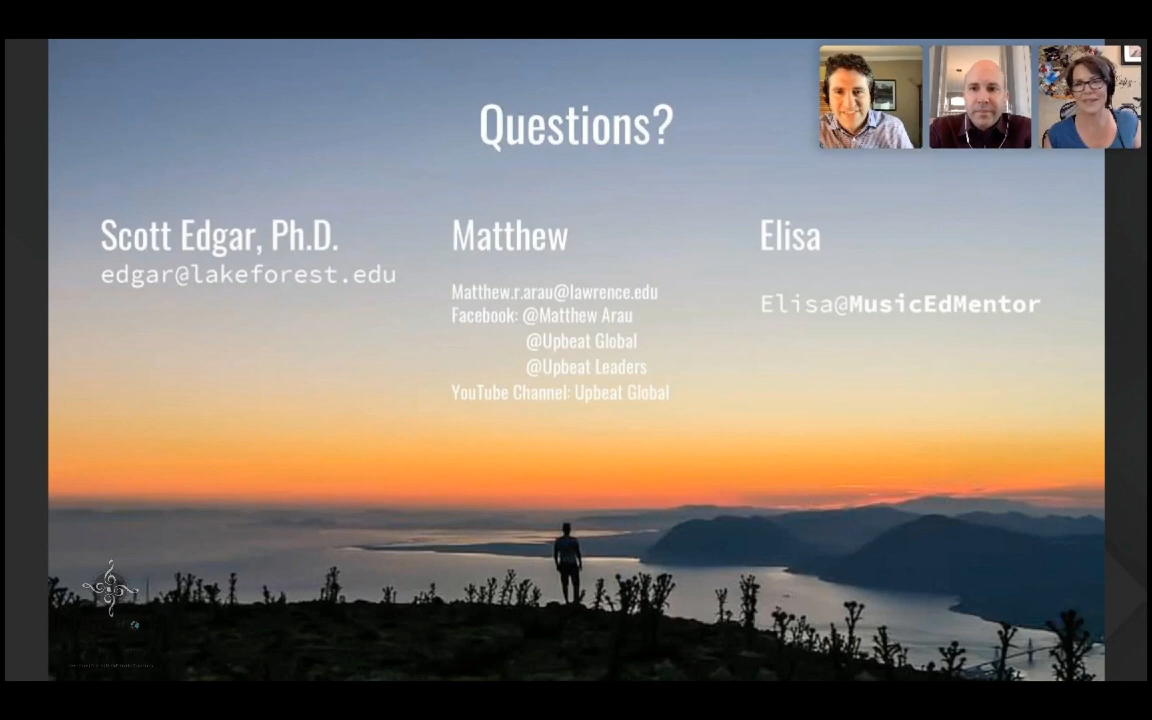 Questions?
Scott Edgar, Ph.D.
edgar@lakeforest.edu
Matthew
Matthew.r.arau@lawrence.edu
Facebook: @Matthew Arau
@Upbeat Global
@Upbeat Leaders
YouTube Channel: Upbeat Global
Elisa
Elisa@MusicEdMentor